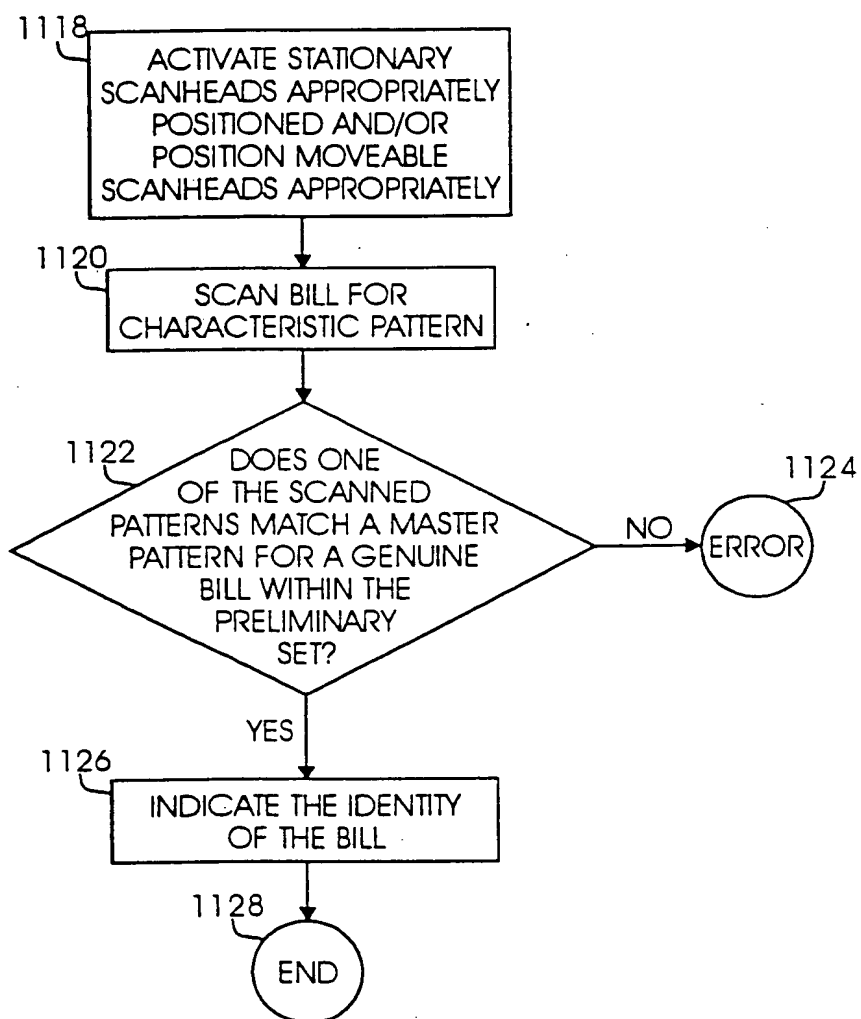 1118
ACTIVATE STATIONARY
SCANHEADS APPROPRIATELY
POSITIONED AND/OR
POSITION MOVEABLE
SCANHEADS APPROPRIATELY
1120
SCAN BILL FOR
CHARACTERISTIC PATTERN
1122
DOES ONE
OF THE SCANNED
PATTERNS MATCH A MASTER
PATTERN FOR A GENUINE
BILL WITHIN THE
PRELIMINARY
SET?
NO
1124
ERROR
YES
1126
INDICATE THE IDENTITY
OF THE BILL
1128
END